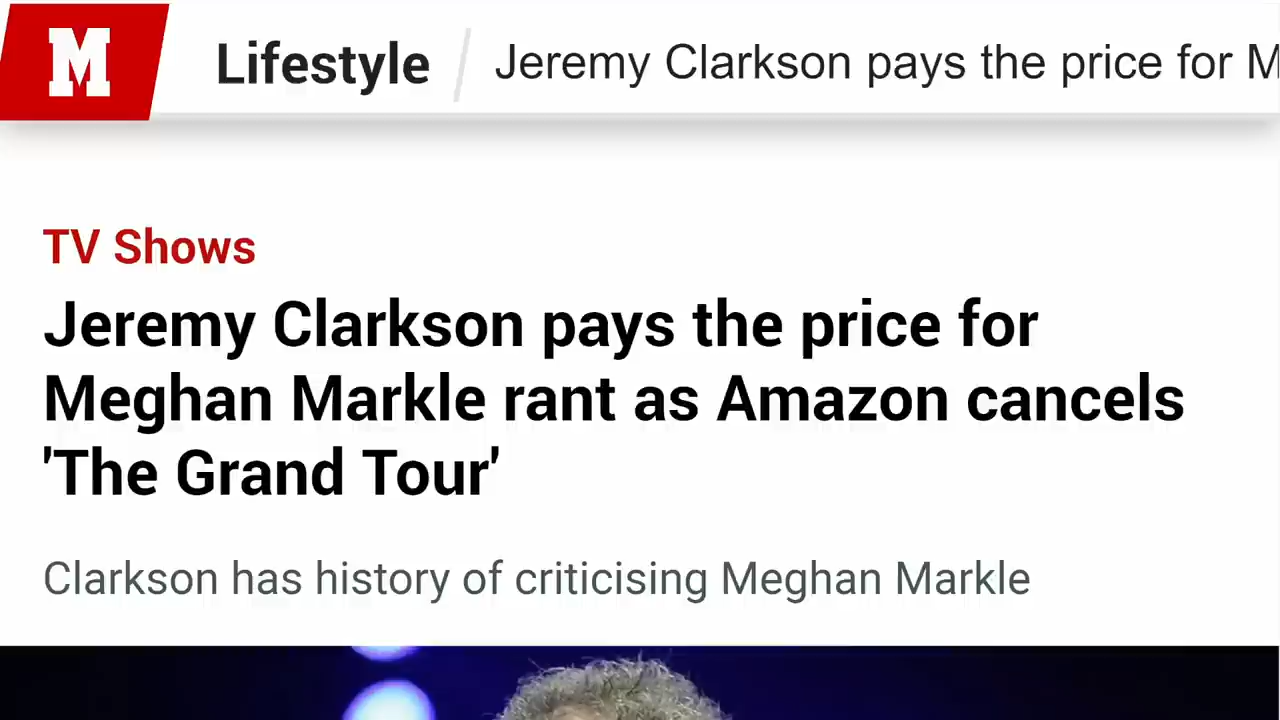 M Lifestyle Jeremy Clarkson pays the price for M
TV Shows
Jeremy Clarkson pays the price for
Meghan Markle rant as Amazon cancels
'The Grand Tour'
Clarkson has history of criticising Meghan Markle